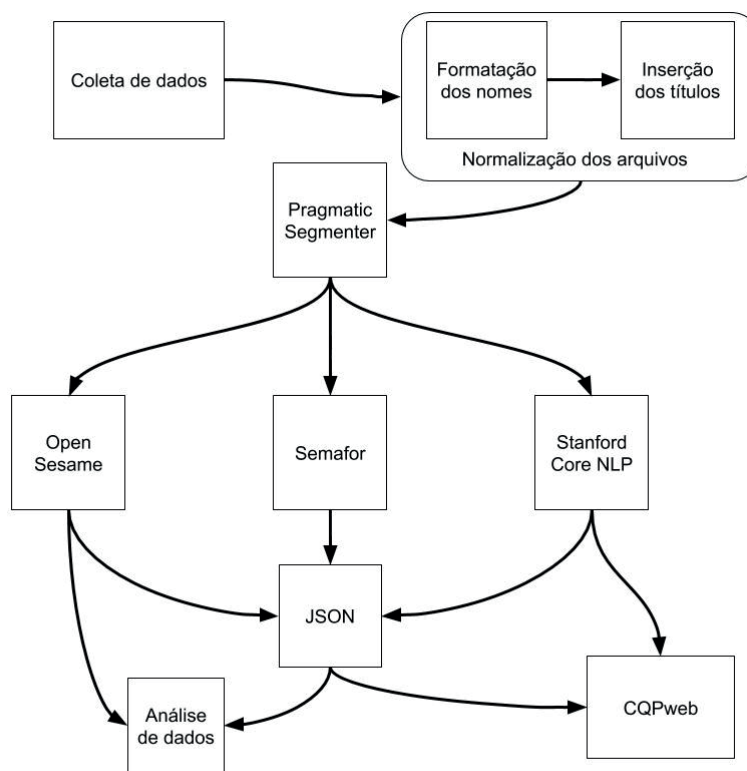 Coleta de dados
Formatação
dos nomes
Inserção
dos títulos
Normalização dos arquivos
Pragmatic
Segmenter
Open
Sesame
Semafor
Stanford
Core NLP
JSON
Análise
de dados
CQPweb